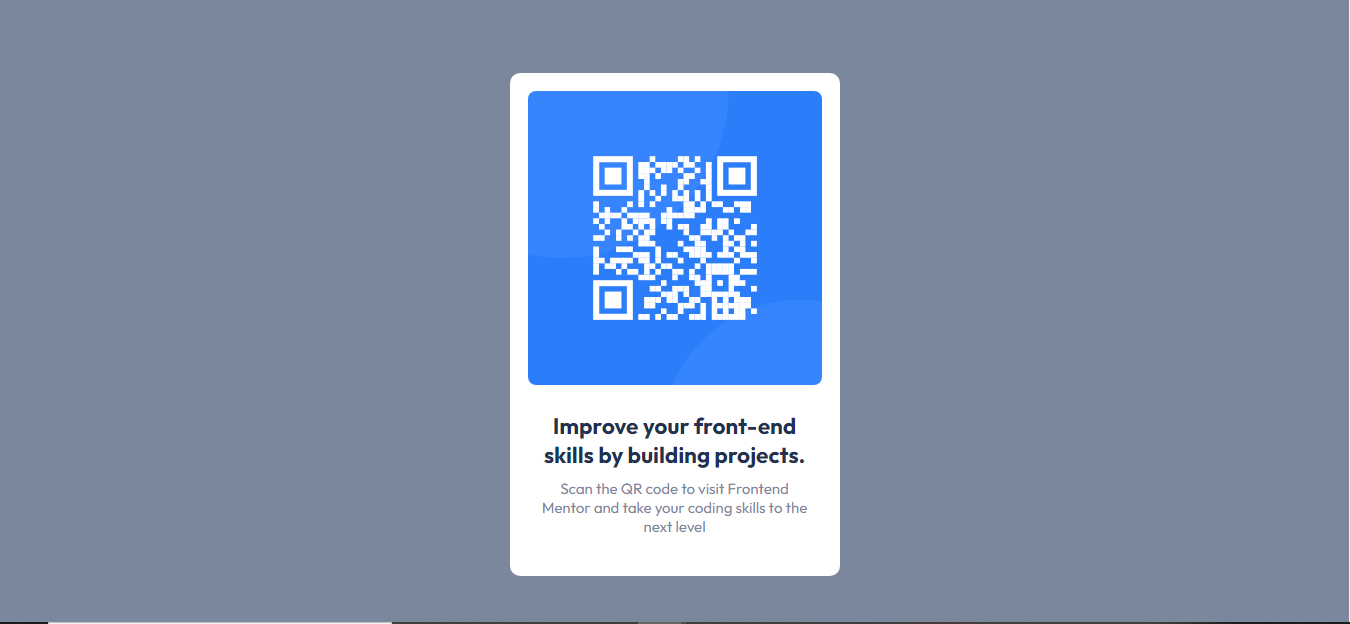 Improve your front-end
skills by building projects.
Scan the QR code to visit Frontend
Mentor and take your coding skills to the
next level